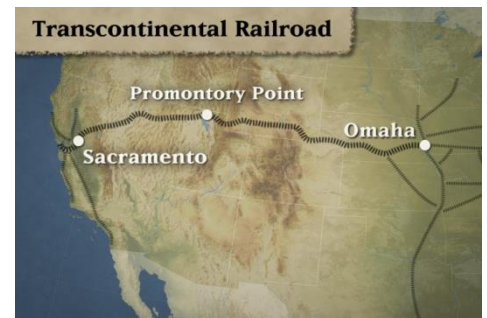 Transcontinental Railroad
Promontory Point
Omaha
Sacramento